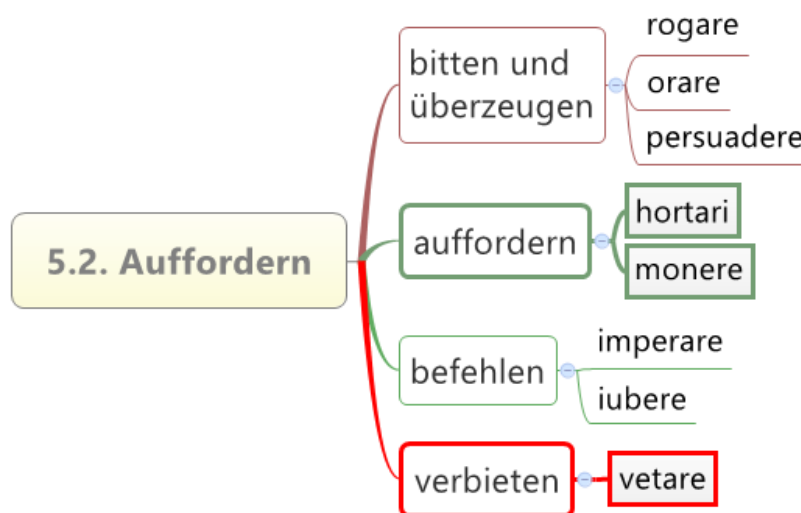 5.2. Auffordern
bitten und
überzeugen
rogare
orare
persuadere
auffordern
hortari
monere
befehlen
imperare
iubere
verbieten
vetare